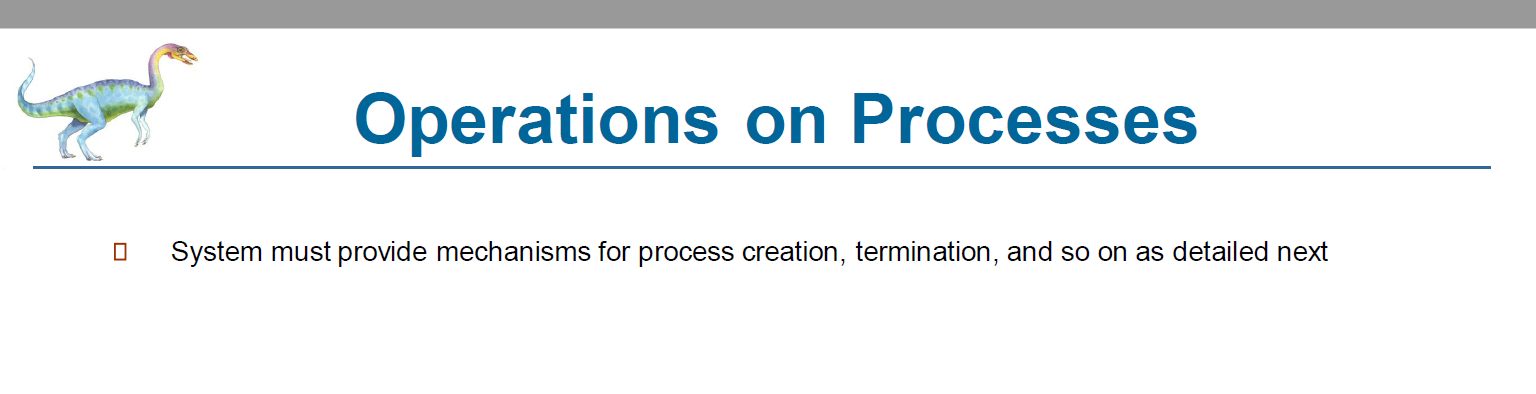 Operations on Processes
System must provide mechanisms for process creation, termination, and so on as detailed next